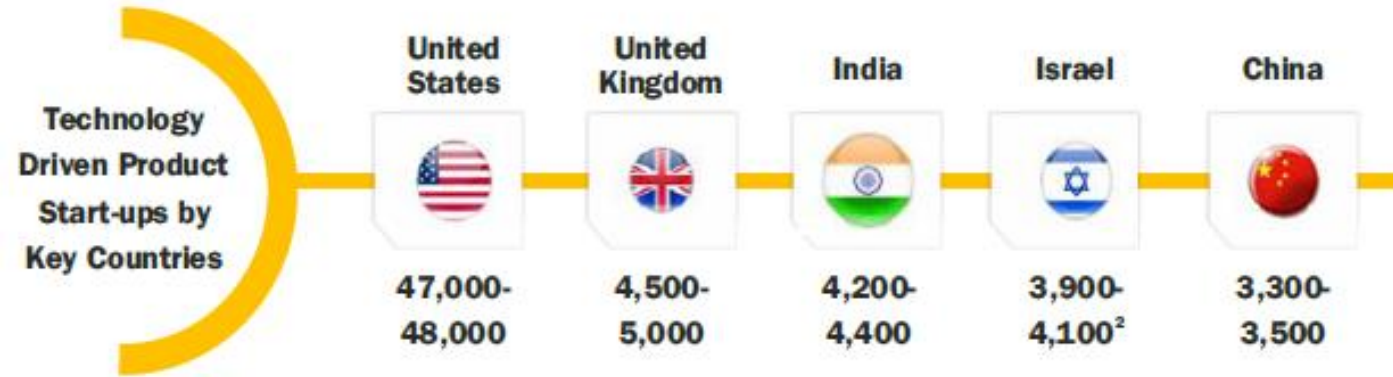 Technology
Driven Product
Start-ups by
Key Countries
United
States
47,000-
48,000
United
Kingdom
4,500-
5,000
India
4,200-
4,400
Israel
3,900-
4,100²
China
3,300-
3,500